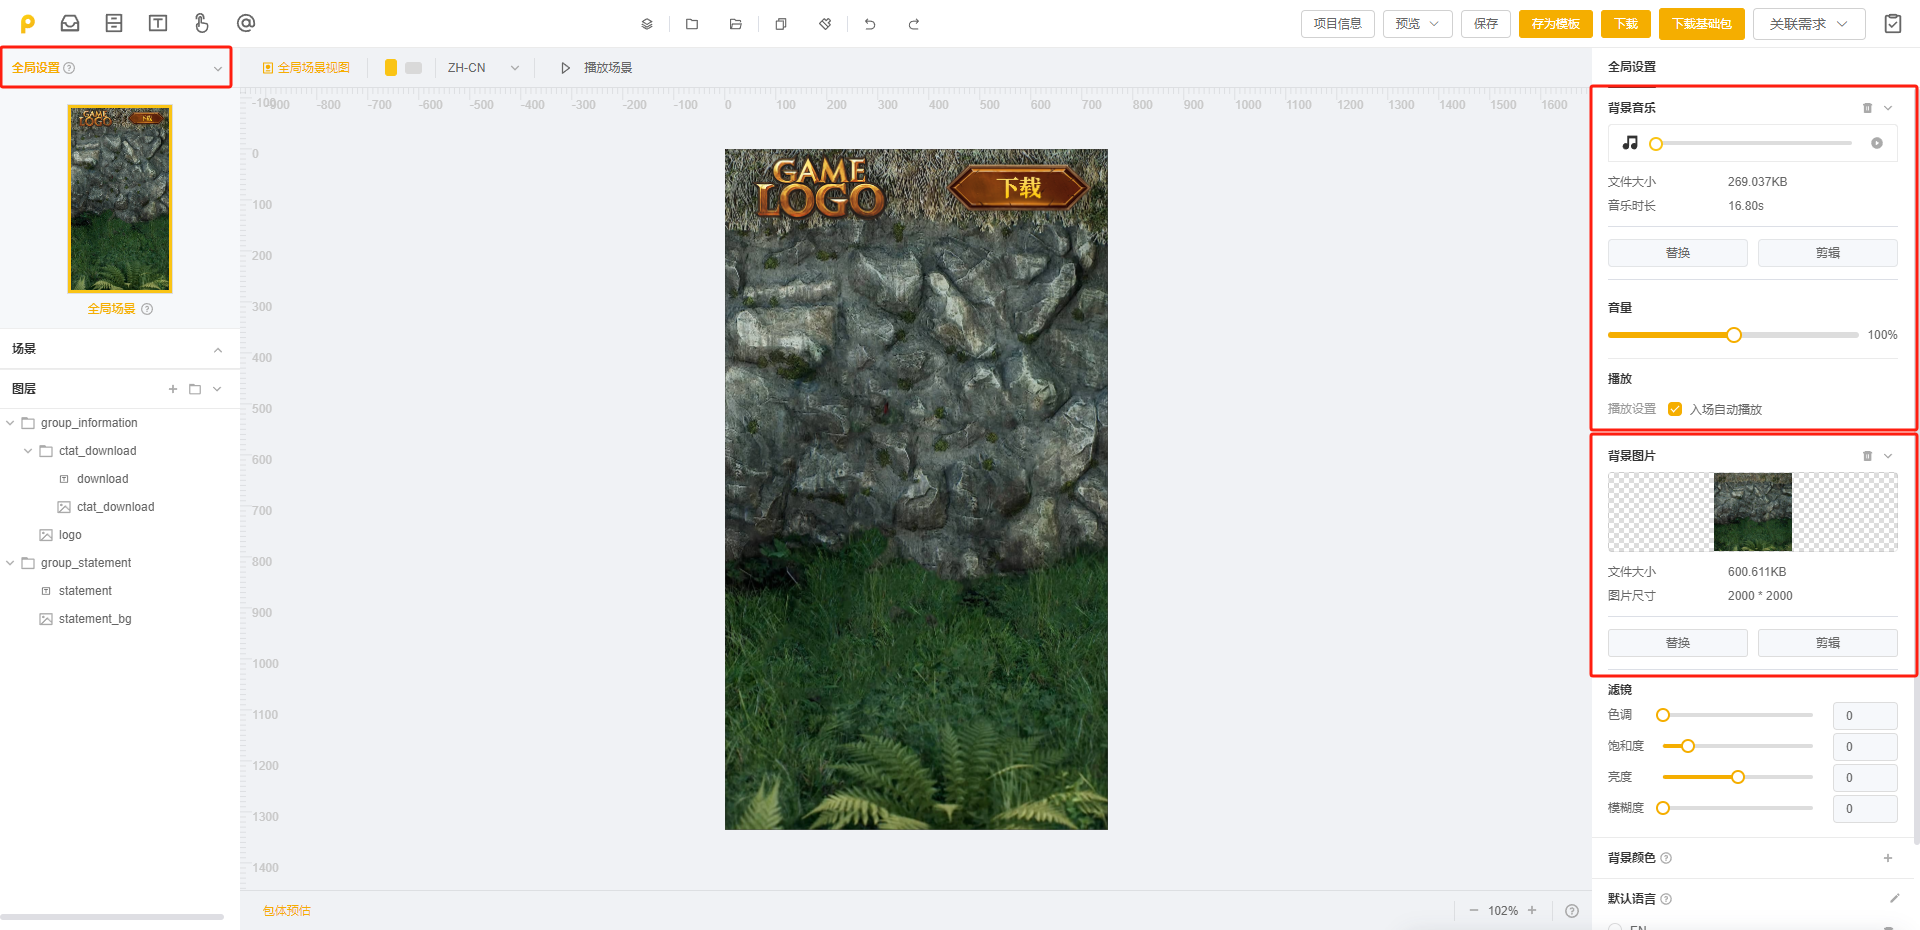 项目信息
预览
保存
存为模板
下载
下载基础包
关联需求
全局设置
全局场景视图
ZH-CN
播放场景
全局设置
-100
-900 -800 -700 -600 -500 -400 -300 -200 -100 0 100 200 300 400 500 600 700 800 900 1000 1100 1200 1300 1400 1500 1600
0
100
200
300
400
500
600
700
800
900
1000
1100
1200
1300
1400
GAME
LOGO
下载
全局场景
场景
图层
group_information
ctat_download
download
ctat_download
logo
group_statement
statement
statement_bg
GAME
LOGO
下载
背景音乐
文件大小 269.037KB
音乐时长 16.80s
替换 剪辑
音量
100%
播放
播放设置 入场自动播放
背景图片
文件大小 600.611KB
图片尺寸 2000 * 2000
替换 剪辑
滤镜
色调 0
饱和度 0
亮度 0
模糊度 0
背景颜色
默认语言
EN
包体预估
102%